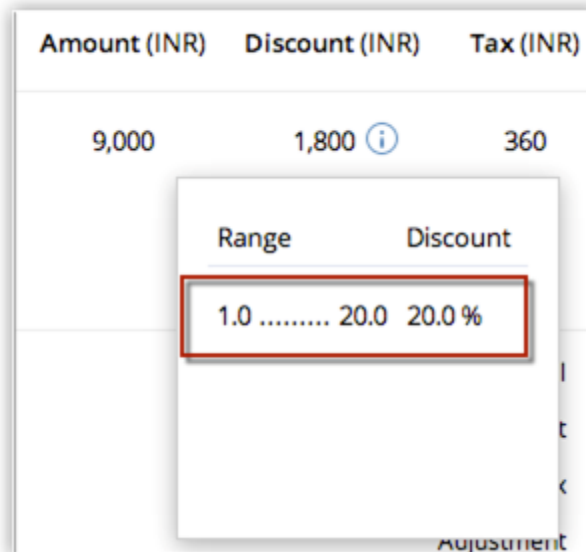 Amount (INR) Discount (INR) Tax (INR)
9,000 1,800 360
Range Discount
1.0 ......... 20.0 20.0 %
l
t
x
Adjustment